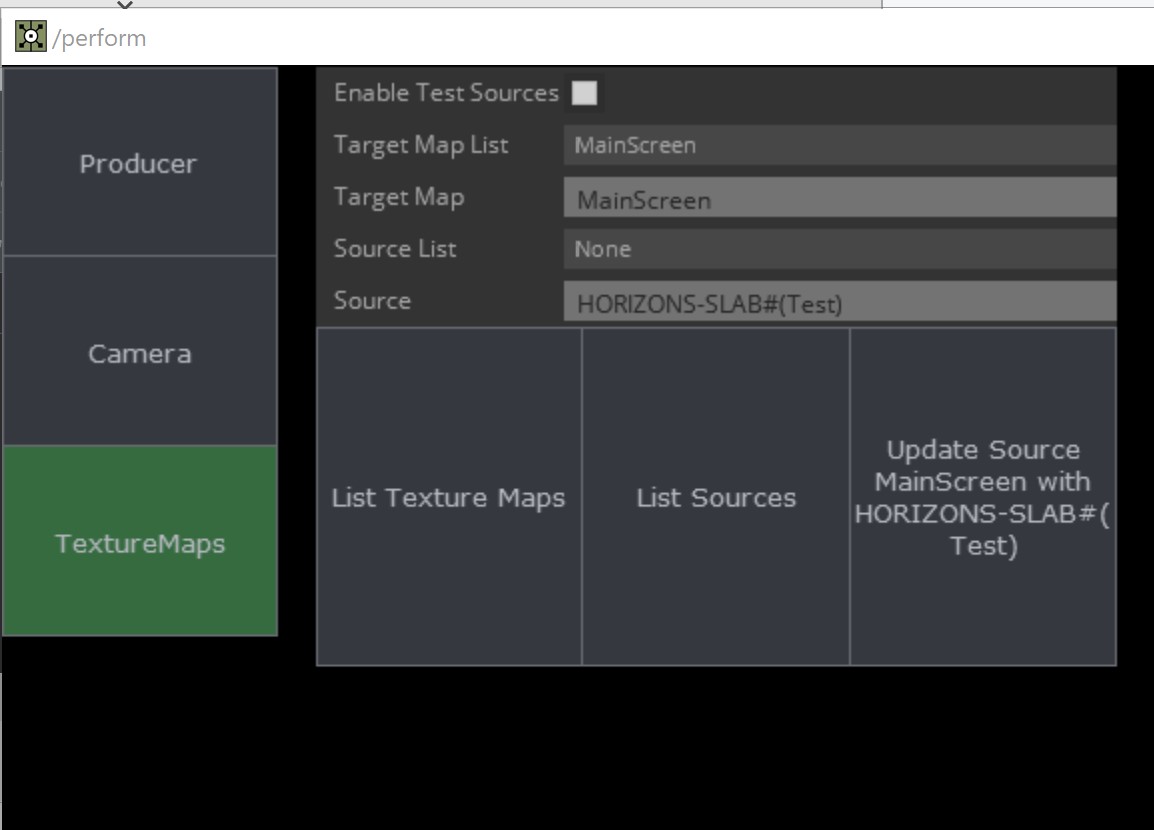 /perform
Producer
Camera
TextureMaps
Enable Test Sources
Target Map List MainScreen
Target Map MainScreen
Source List None
Source HORIZONS-SLAB#(Test)
List Texture Maps
List Sources
Update Source
MainScreen with
HORIZONS-SLAB#(
Test)